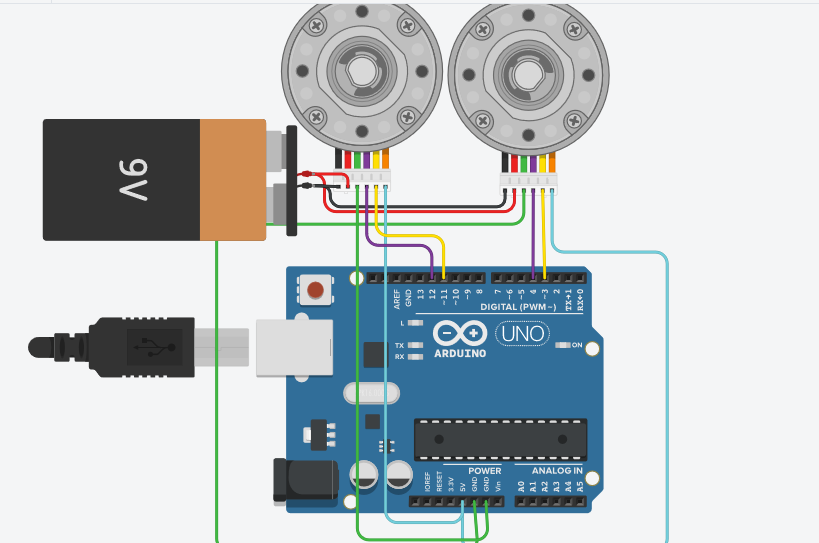 9V
AREF
GND
13
12
~11
~10
~9
8
7
~6
~5
4
~3
2
TX→1
RX←0
DIGITAL (PWM~)
L
TX
RX
ARDUINO
UNO
ON
POWER
ANALOG IN
IOREF
RESET
3.3V
5V
GND
GND
Vin
A0
A1
A2
A3
A4
A5